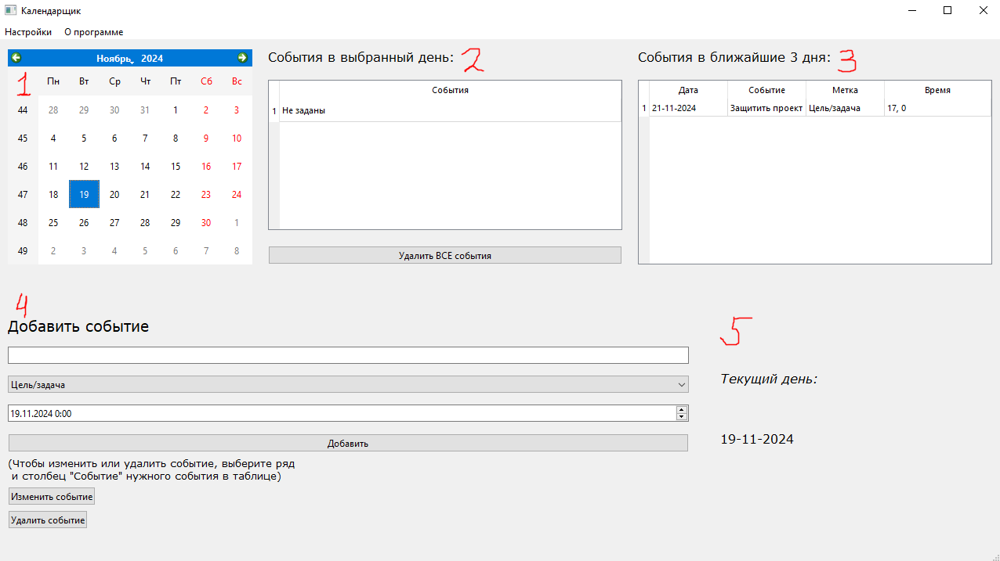 Календарщик
Настройки О программе
Ноябрь 2024
1 Пн Вт Ср Чт Пт Сб Вс
44 28 29 30 31 1 2 3
45 4 5 6 7 8 9 10
46 11 12 13 14 15 16 17
47 18 19 20 21 22 23 24
48 25 26 27 28 29 30 1
49 2 3 4 5 6 7 8
События в выбранный день: 2
События
1 Не заданы
Удалить ВСЕ события
События в ближайшие 3 дня: 3
Дата Событие Метка Время
1 21-11-2024 Защитить проект Цель/задача 17, 0
4
Добавить событие
Цель/задача
19.11.2024 0:00
Добавить
(Чтобы изменить или удалить событие, выберите ряд
и столбец "Событие" нужного события в таблице)
Изменить событие
Удалить событие
5
Текущий день:
19-11-2024